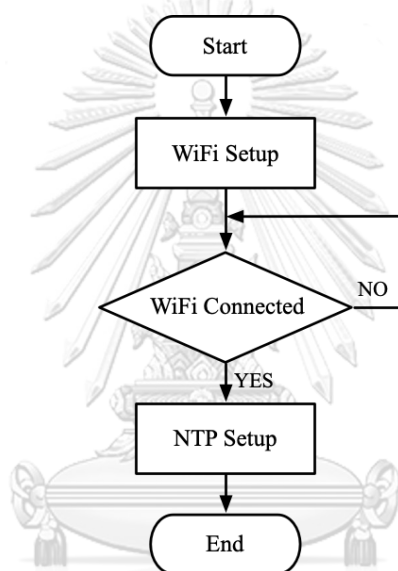 Start
WiFi Setup
WiFi Connected
NO
YES
NTP Setup
End